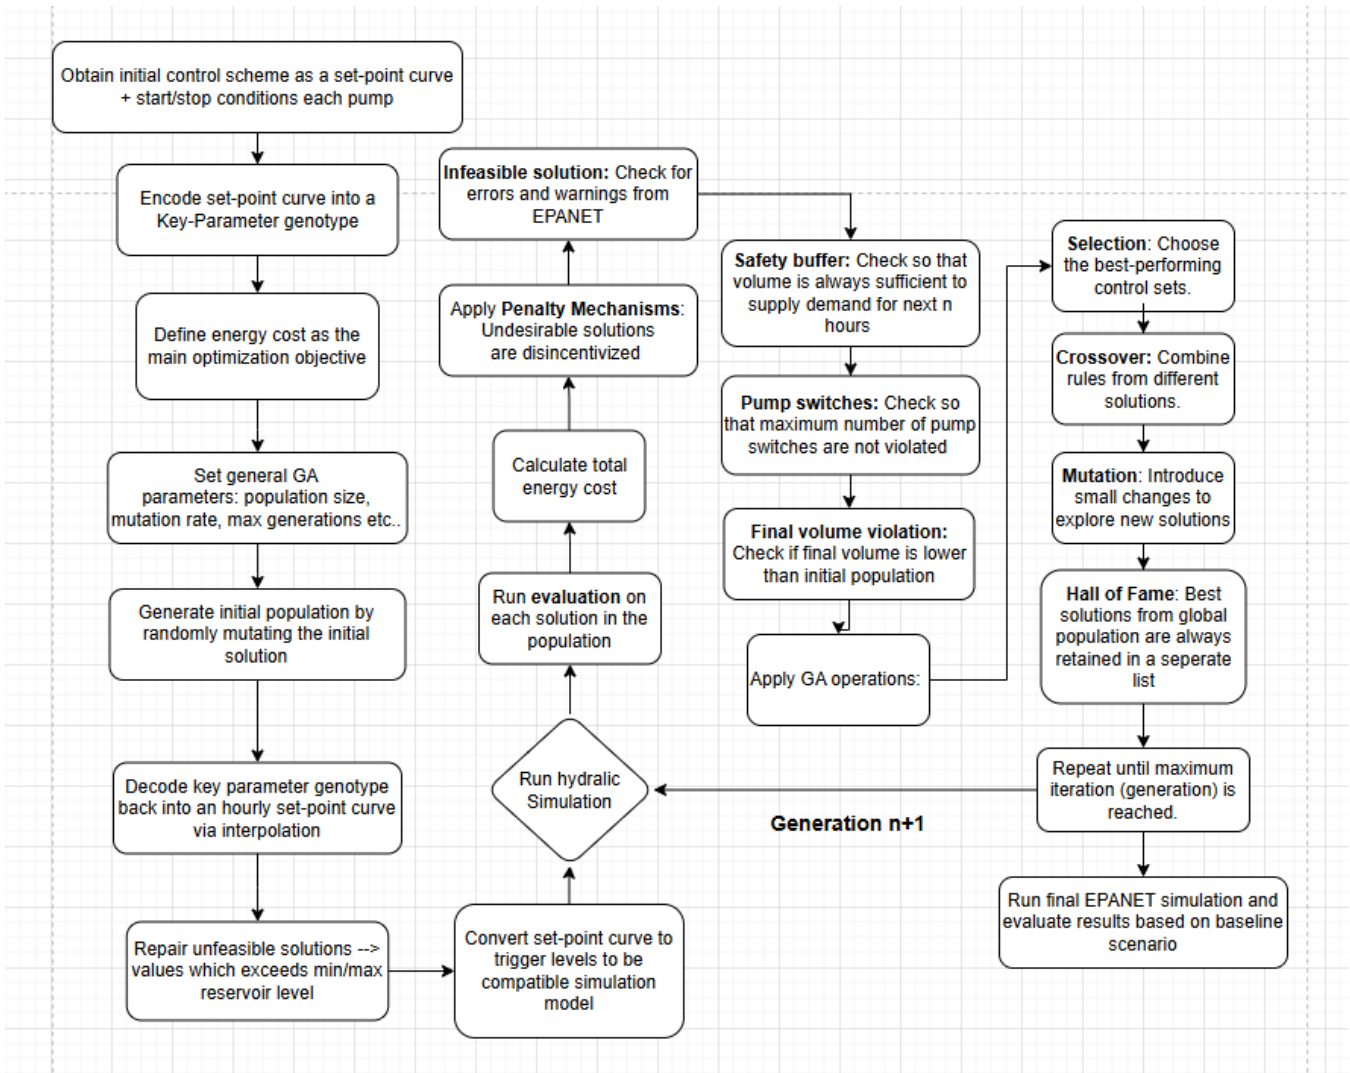 Obtain initial control scheme as a set-point curve
+ start/stop conditions each pump
Encode set-point curve into a
Key-Parameter genotype
Define energy cost as the
main optimization objective
Set general GA
parameters: population size,
mutation rate, max generations etc..
Generate initial population by
randomly mutating the initial
solution
Decode key parameter genotype
back into an hourly set-point curve
via interpolation
Repair unfeasible solutions -->
values which exceeds min/max
reservoir level
Convert set-point curve to
trigger levels to be
compatible simulation
model
Run hydralic
Simulation
Run evaluation on
each solution in the
population
Calculate total
energy cost
Apply Penalty Mechanisms:
Undesirable solutions
are disincentivized
Infeasible solution: Check for
errors and warnings from
EPANET
Safety buffer: Check so that
volume is always sufficient to
supply demand for next n
hours
Pump switches: Check so
that maximum number of pump
switches are not violated
Final volume violation:
Check if final volume is lower
than initial population
Apply GA operations:
Selection: Choose
the best-performing
control sets.
Crossover: Combine
rules from different
solutions.
Mutation: Introduce
small changes to
explore new solutions
Hall of Fame: Best
solutions from global
population are always
retained in a seperate
list
Repeat until maximum
iteration (generation) is
reached.
Generation n+1
Run final EPANET simulation and
evaluate results based on baseline
scenario